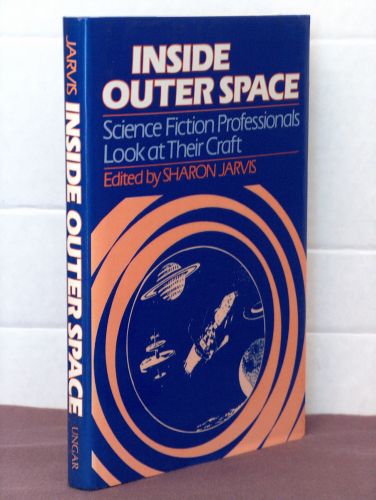 INSIDE
OUTER SPACE
Science Fiction Professionals
Look at Their Craft
Edited by SHARON JARVIS
JARVIS
INSIDE OUTER SPACE
UNGAR